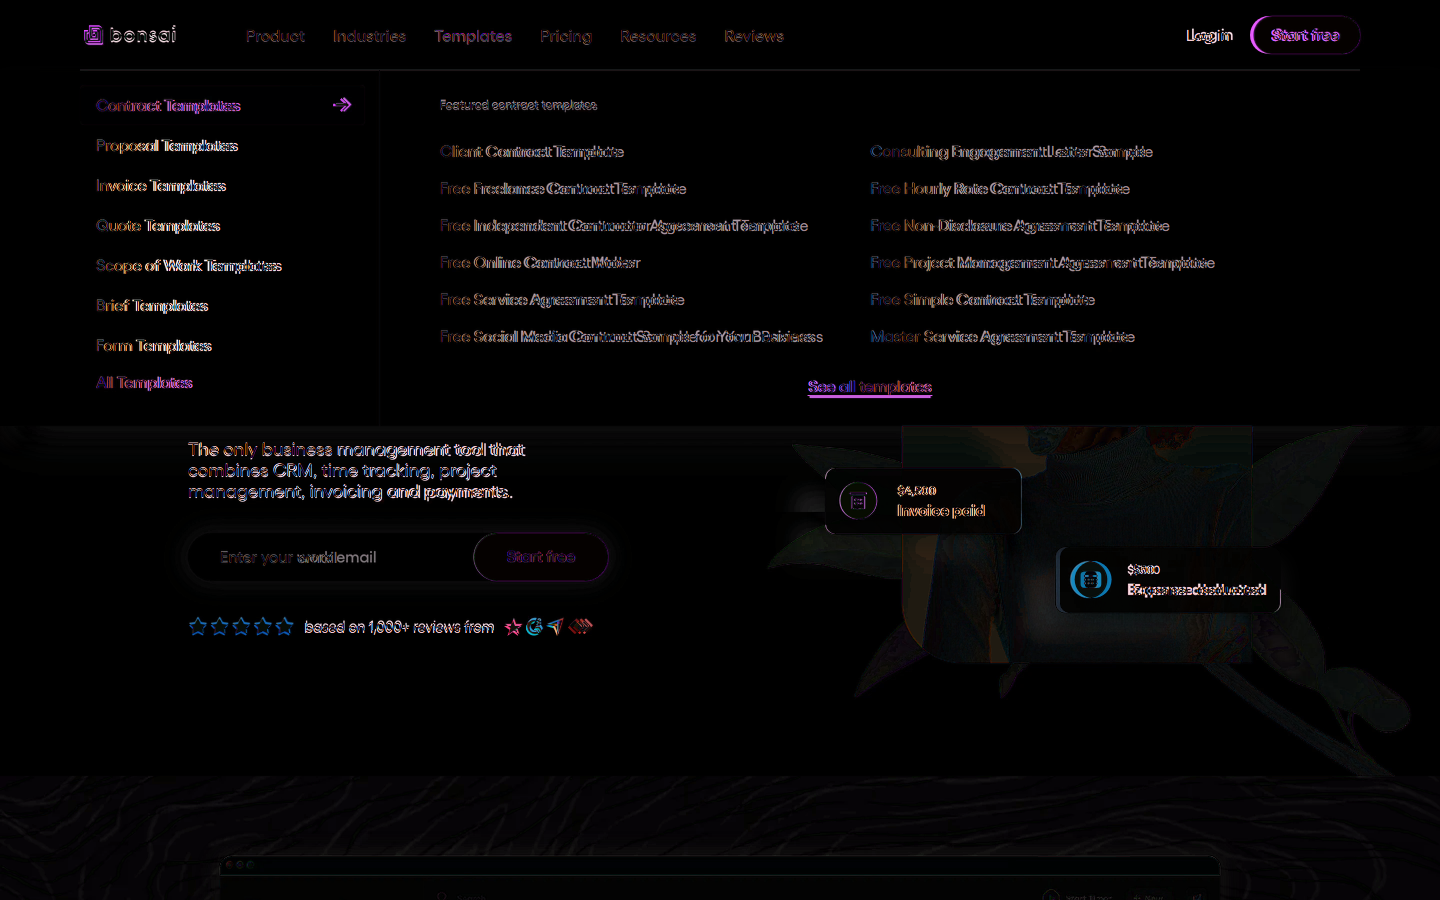 bonsai
Product Industries Templates Pricing Resources Reviews
Login Start free
Contract Templates
Proposal Templates
Invoice Templates
Quote Templates
Scope of Work Templates
Brief Templates
Form Templates
All Templates
Featured contract templates
Client Contract Template
Free Freelance Contract Template
Free Independent Contractor Agreement Template
Free Online Contract Maker
Free Service Agreement Template
Free Social Media Contract Sample for Your Business
Consulting Engagement Letter Sample
Free Hourly Rate Contract Template
Free Non-Disclosure Agreement Template
Free Project Management Agreement Template
Free Simple Contract Template
Master Service Agreement Template
See all templates
The only business management tool that
combines CRM, time tracking, project
management, invoicing and payments.
Enter your email
Start free
based on 1,000+ reviews from
Invoice paid